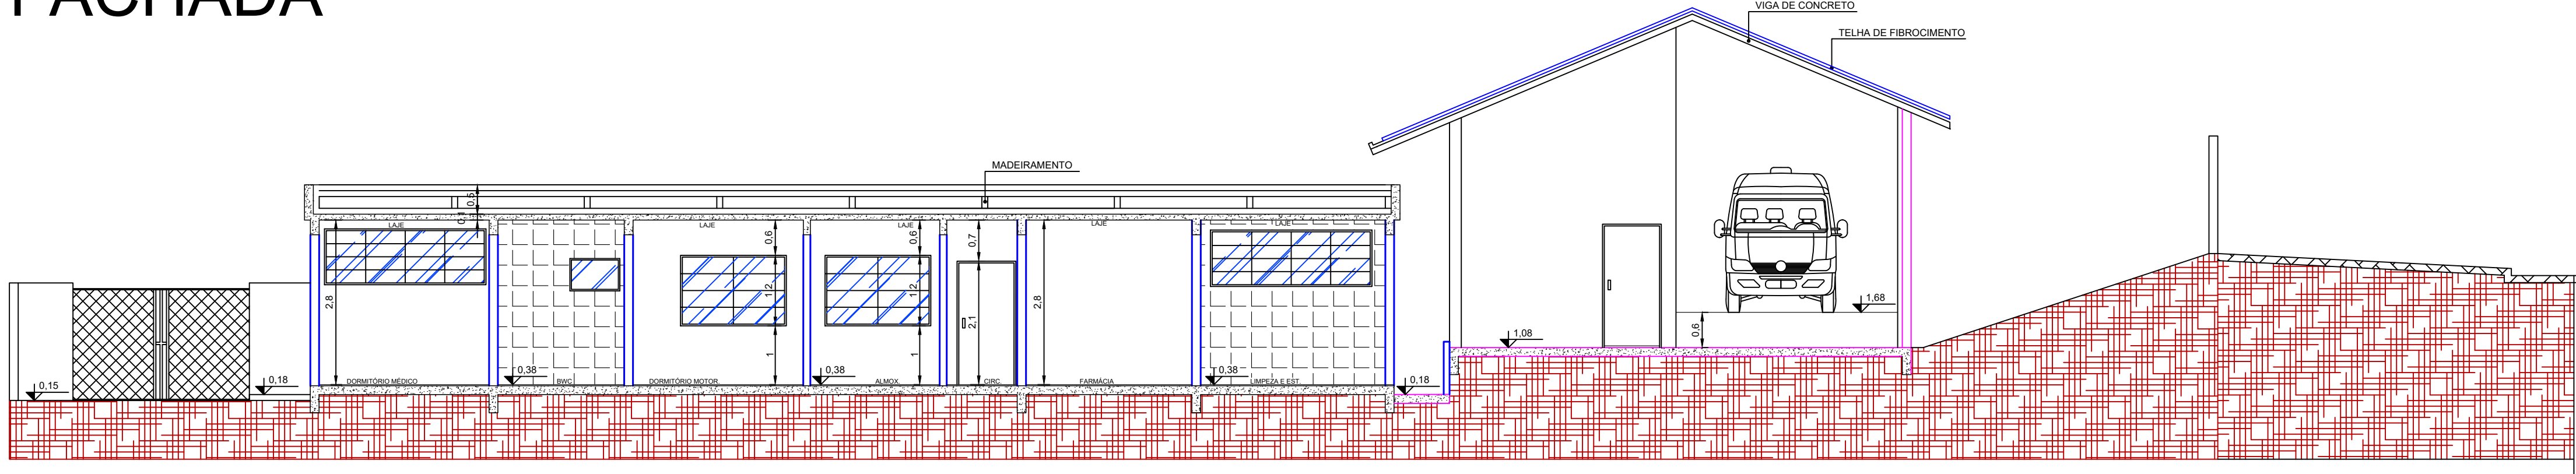 FACHADA
VIGA DE CONCRETO
TELHA DE FIBROCIMENTO
MADEIRAMENTO
0,5
0,1
LAJE
LAJE
LAJE
LAJE
LAJE
0,6
0,6
0,7
2,8
1,2
1,2
2,1
2,8
1
1
1,68
0,6
1,08
0,38
0,38
0,38
DORMITÓRIO MÉDICO
BWC
DORMITÓRIO MOTOR.
ALMOX.
CIRC.
FARMÁCIA
LIMPEZA E EST.
0,15
0,18
0,18